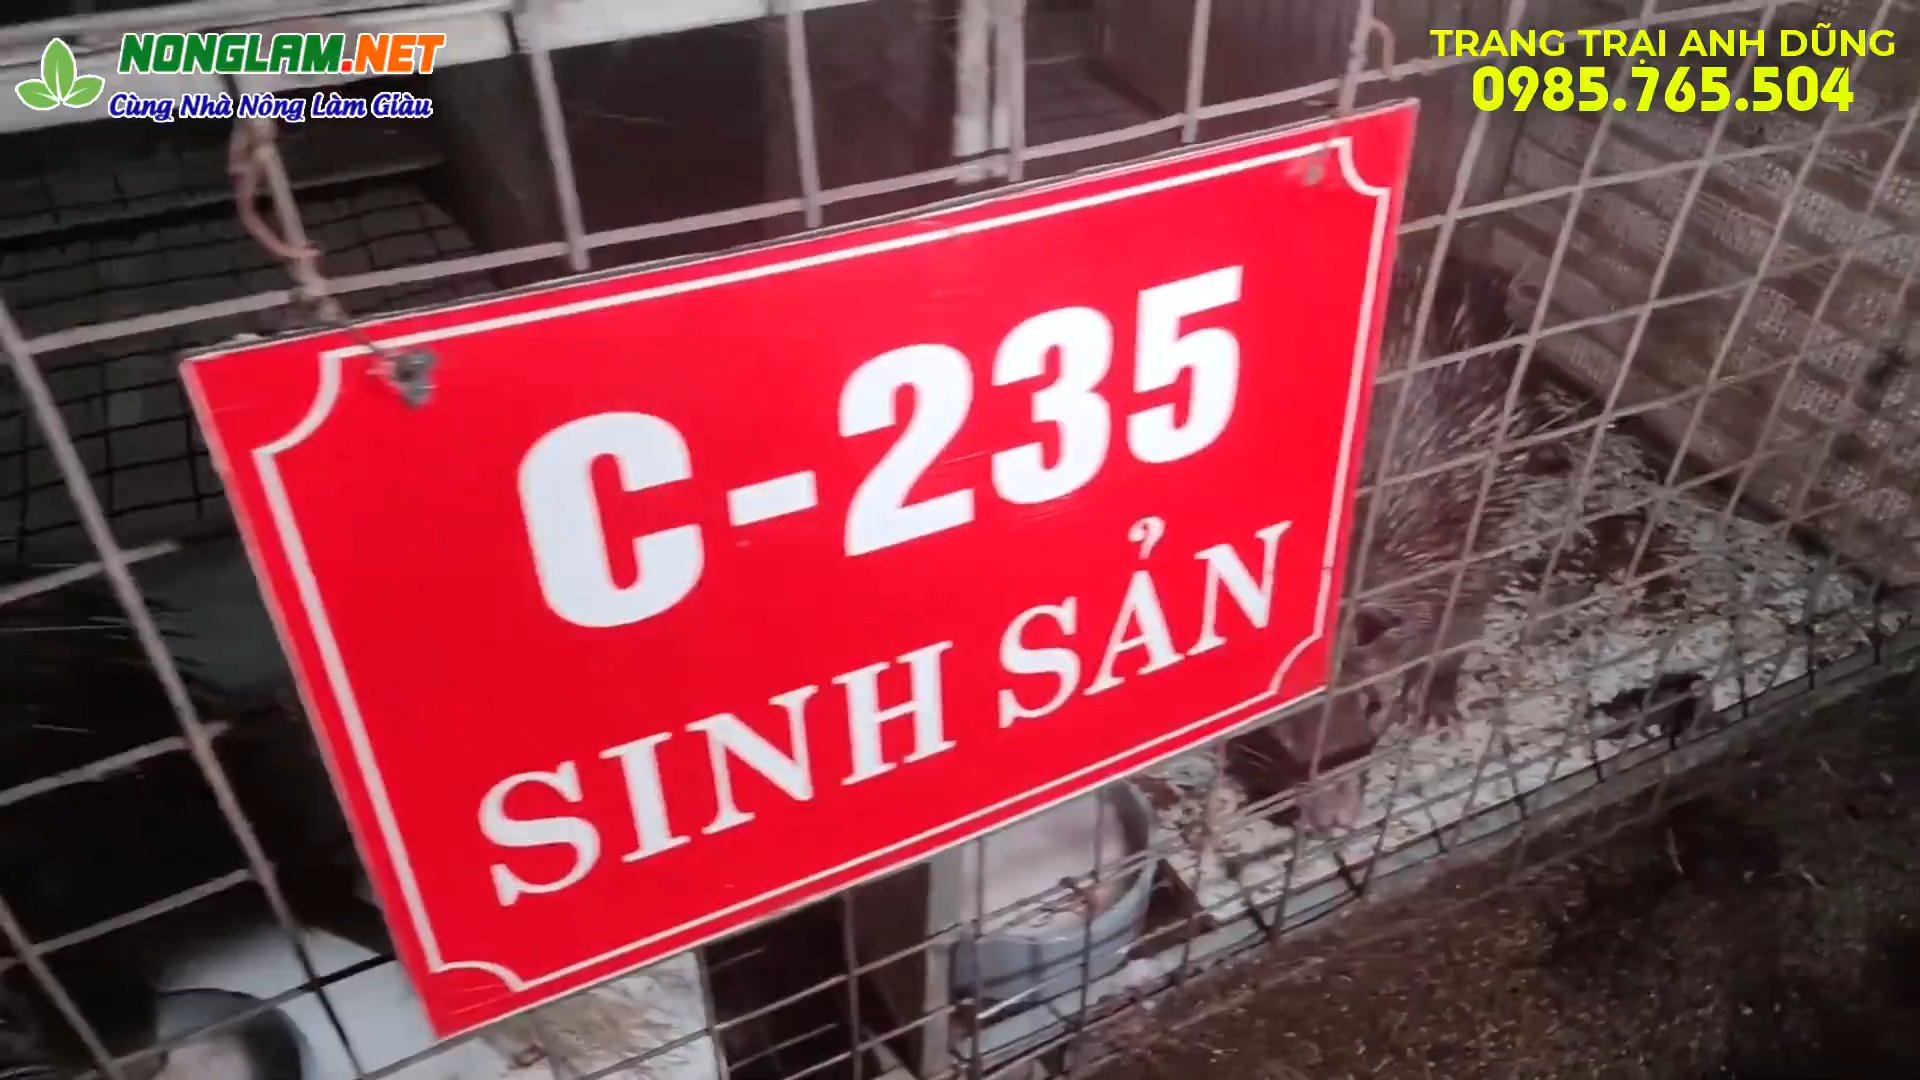 NONGLAM.NET
Cùng Nhà Nông Làm Giàu
TRANG TRẠI ANH DŨNG
0985.765.504
C-235
SINH SẢN